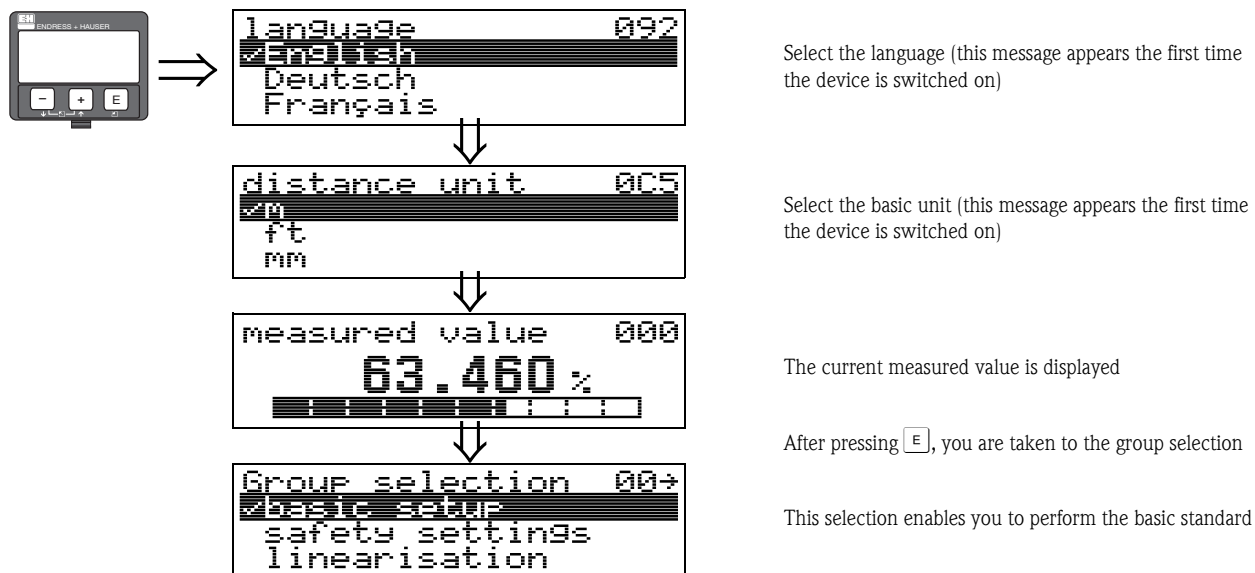 E+H
ENDRESS + HAUSER
- + E
language 092
✓English
Deutsch
Français
Select the language (this message appears the first time
the device is switched on)
distance unit 0C5
✓m
ft
mm
Select the basic unit (this message appears the first time
the device is switched on)
measured value 000
63.460 %
The current measured value is displayed
After pressing E, you are taken to the group selection
Group selection 00→
✓basic setup
safety settings
linearisation
This selection enables you to perform the basic standard